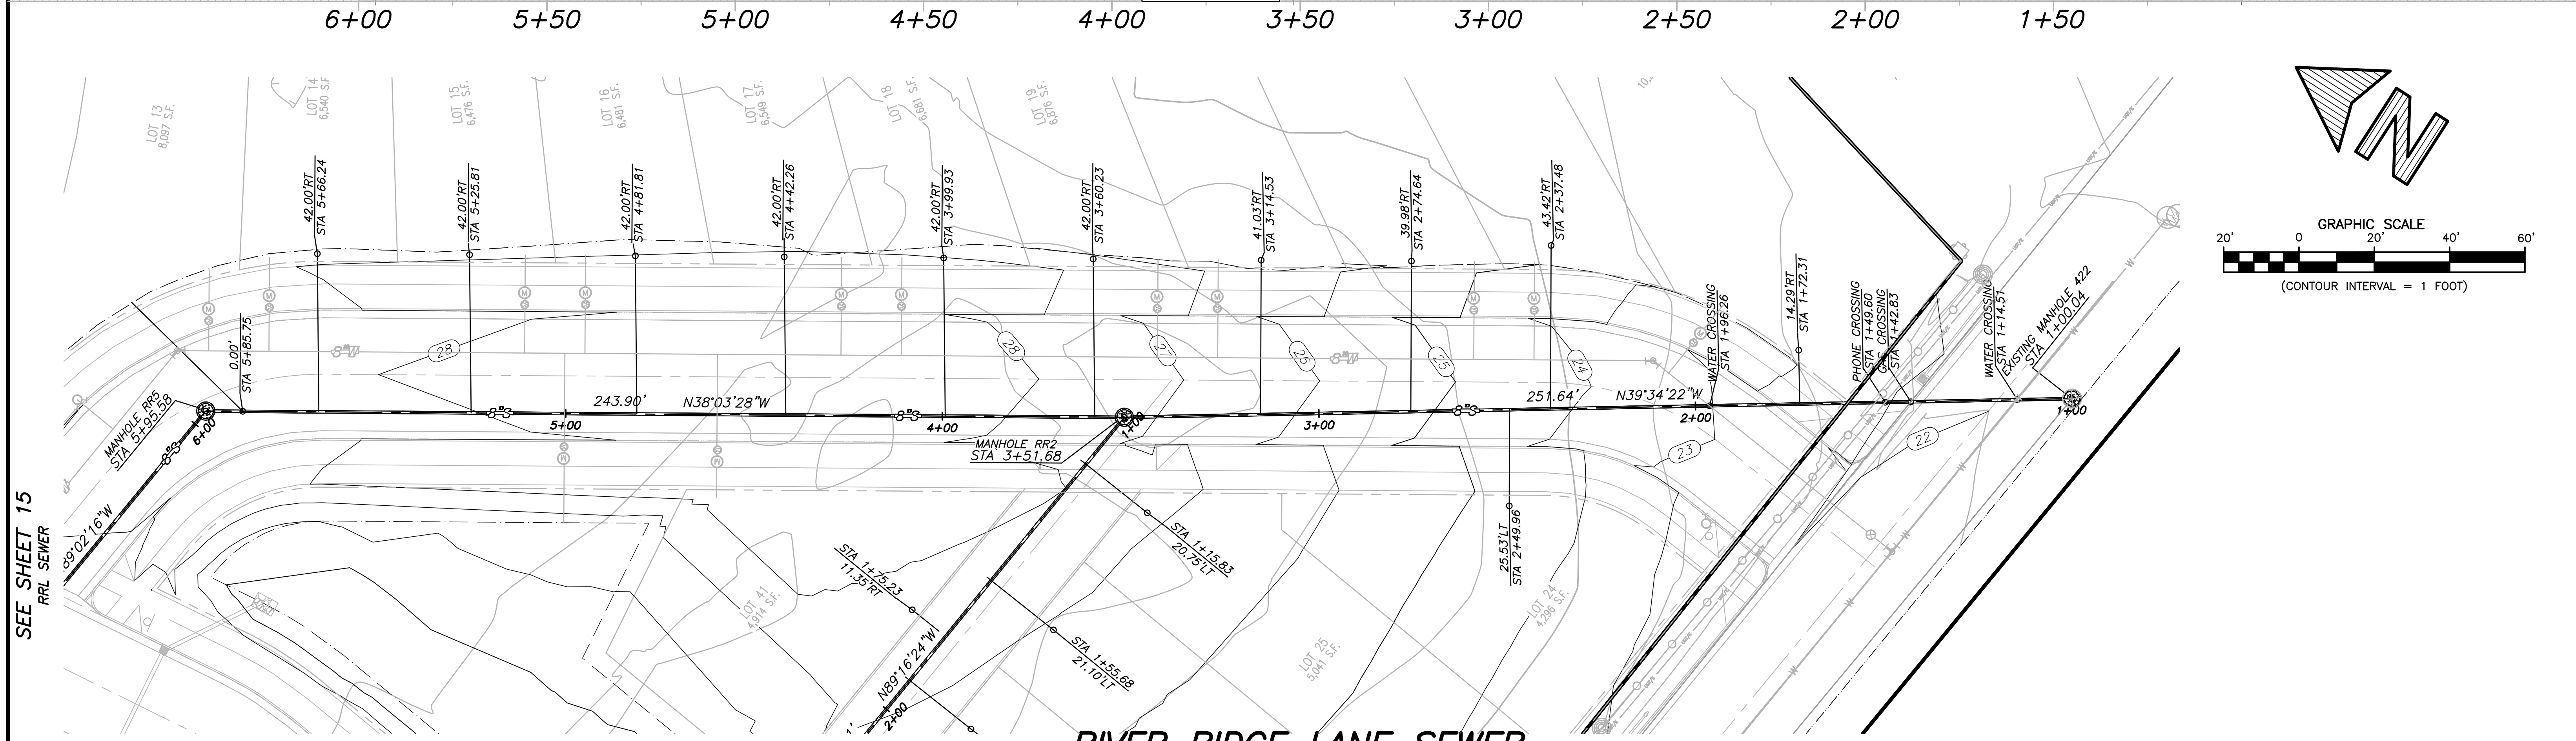 6+00 5+50 5+00 4+50 4+00 3+50 3+00 2+50 2+00 1+50
LOT 13
8,097 S.F.
LOT 14
6,540 S.F.
LOT 15
6,476 S.F.
LOT 16
6,481 S.F.
LOT 17
6,549 S.F.
LOT 18
6,681 S.F.
LOT 19
6,876 S.F.
N
GRAPHIC SCALE
20' 0 20' 40' 60'
(CONTOUR INTERVAL = 1 FOOT)
42.00'RT
STA 5+66.24
42.00'RT
STA 5+25.81
42.00'RT
STA 4+81.81
42.00'RT
STA 4+42.26
42.00'RT
STA 3+99.93
42.00'RT
STA 3+60.23
41.03'RT
STA 3+14.53
39.98'RT
STA 2+74.64
43.42'RT
STA 2+37.48
WATER CROSSING
STA 1+96.26
14.29'RT
STA 1+72.31
PHONE CROSSING
STA 1+49.60
GAS CROSSING
STA 1+42.83
WATER CROSSING
STA 1+14.51
EXISTING MANHOLE 422
STA 1+00.04
0.00'
STA 5+85.75
MANHOLE RR5
STA 5+95.58
28
28
27
26
25
24
23
22
8"W
8"W
243.90'
N38°03'28"W
251.64'
N39°34'22"W
8"S
8"S
8"S
8"S
6+00
5+00
4+00
3+00
2+00
1+00
1+00
MANHOLE RR2
STA 3+51.68
SEE SHEET 15
RRL SEWER
89°02'16"W
STA 1+75.23
11.35'RT
STA 1+15.83
20.75'LT
STA 1+55.68
21.10'LT
25.53'LT
STA 2+49.96
N89°16'24"W
2+00
LOT 41
4,914 S.F.
LOT 25
5,041 S.F.
LOT 24
4,296 S.F.
RIVER RIDGE LANE SEWER